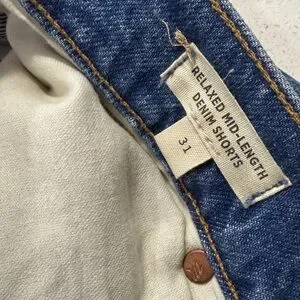 RELAXED MID-LENGTH
DENIM SHORTS
31